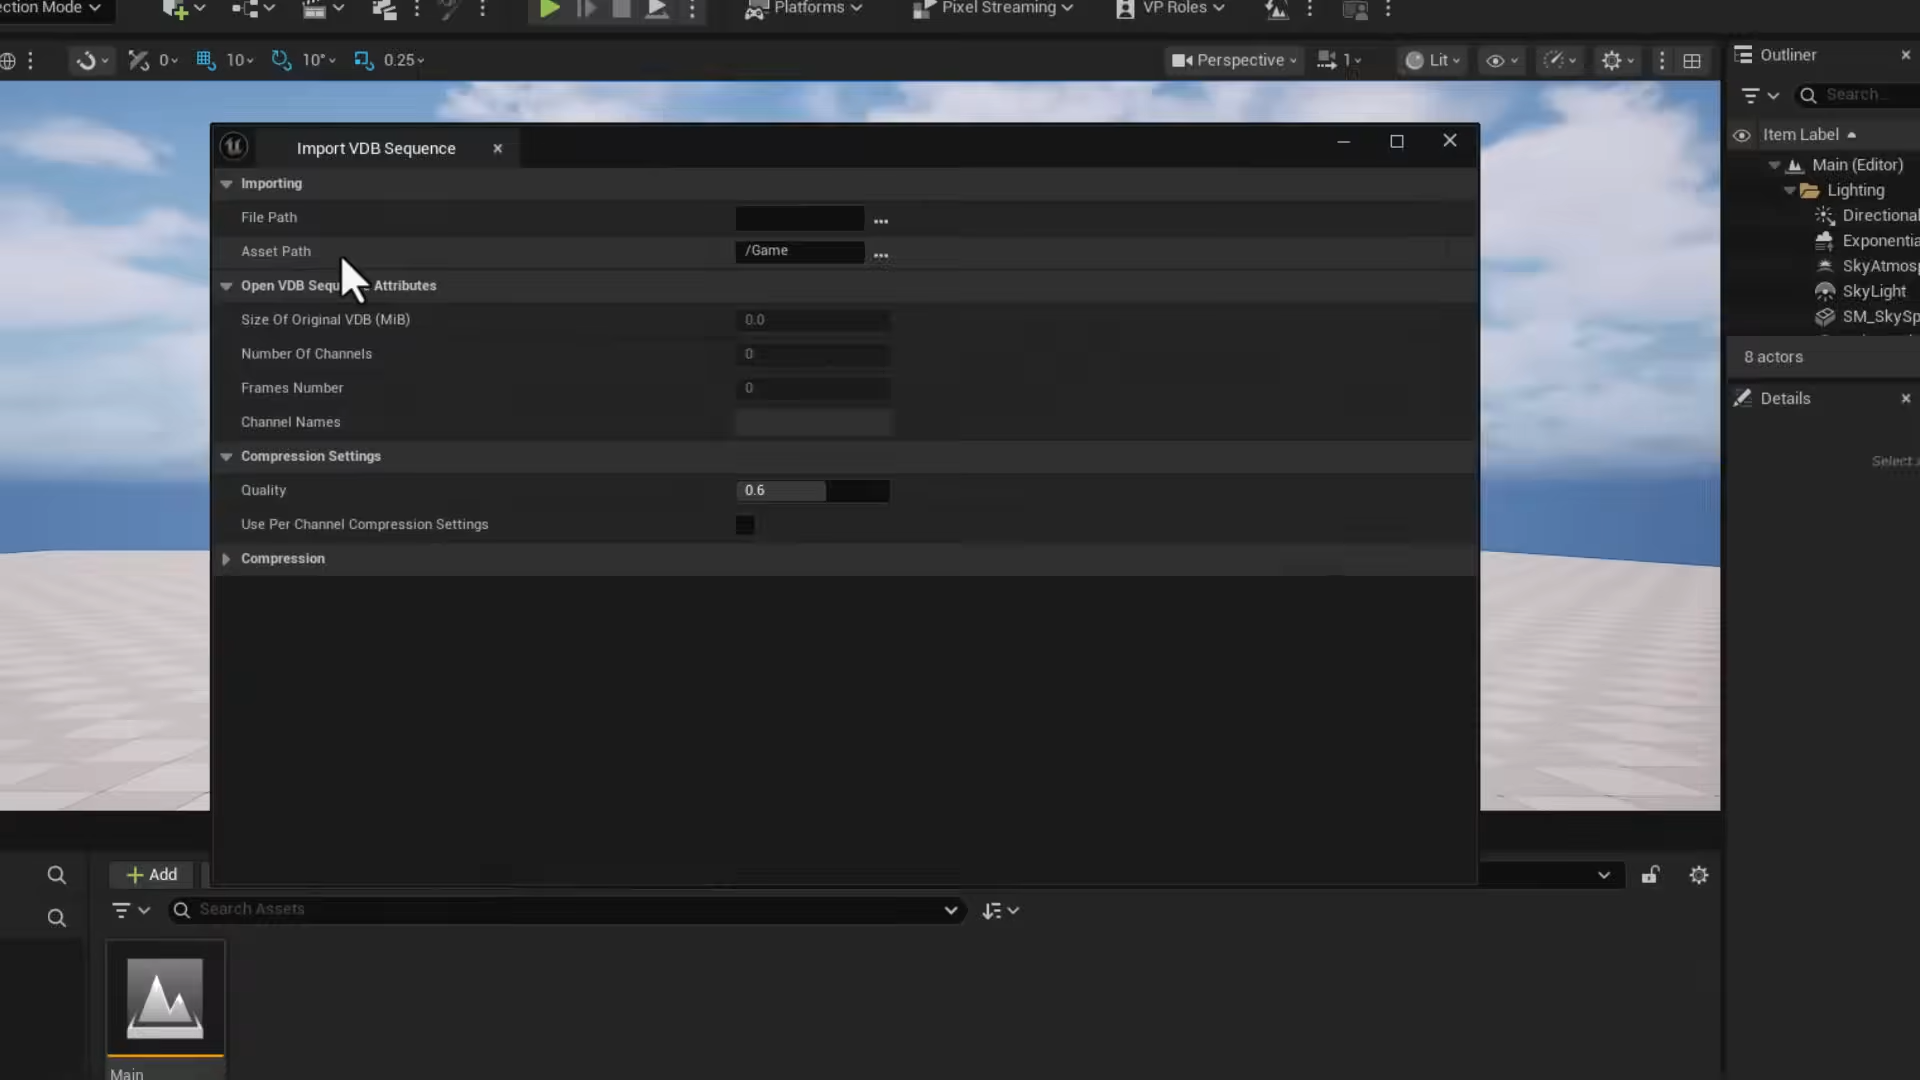 ction Mode
Platforms
Pixel Streaming
VP Roles
0
10
10°
0.25
Perspective
1
Lit
Outliner
Search...
Item Label
Main (Editor)
Lighting
Directional
Exponentia
SkyAtmosp
SkyLight
SM_SkySp
8 actors
Details
Select a
Import VDB Sequence
Importing
File Path
Asset Path
/Game
Open VDB Sequ Attributes
Size Of Original VDB (MiB)
0.0
Number Of Channels
0
Frames Number
0
Channel Names
Compression Settings
Quality
0.6
Use Per Channel Compression Settings
Compression
Add
Search Assets
Main